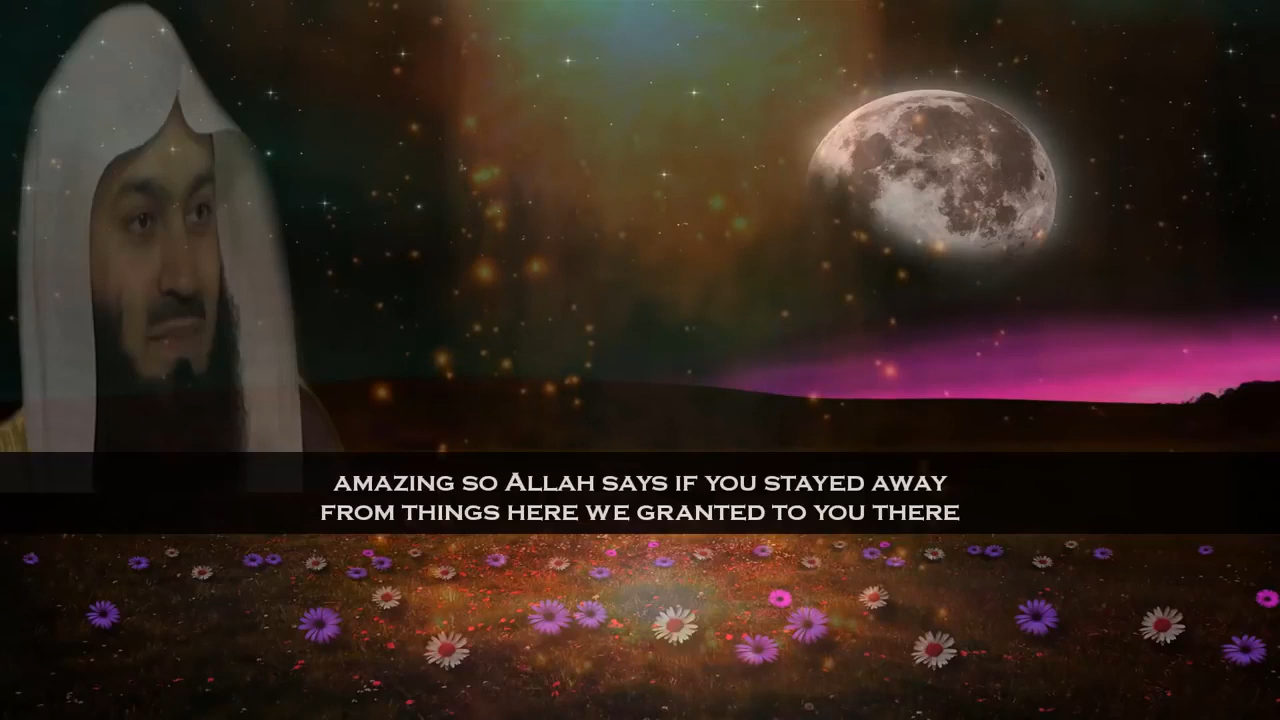 AMAZING SO ALLAH SAYS IF YOU STAYED AWAY
FROM THINGS HERE WE GRANTED TO YOU THERE